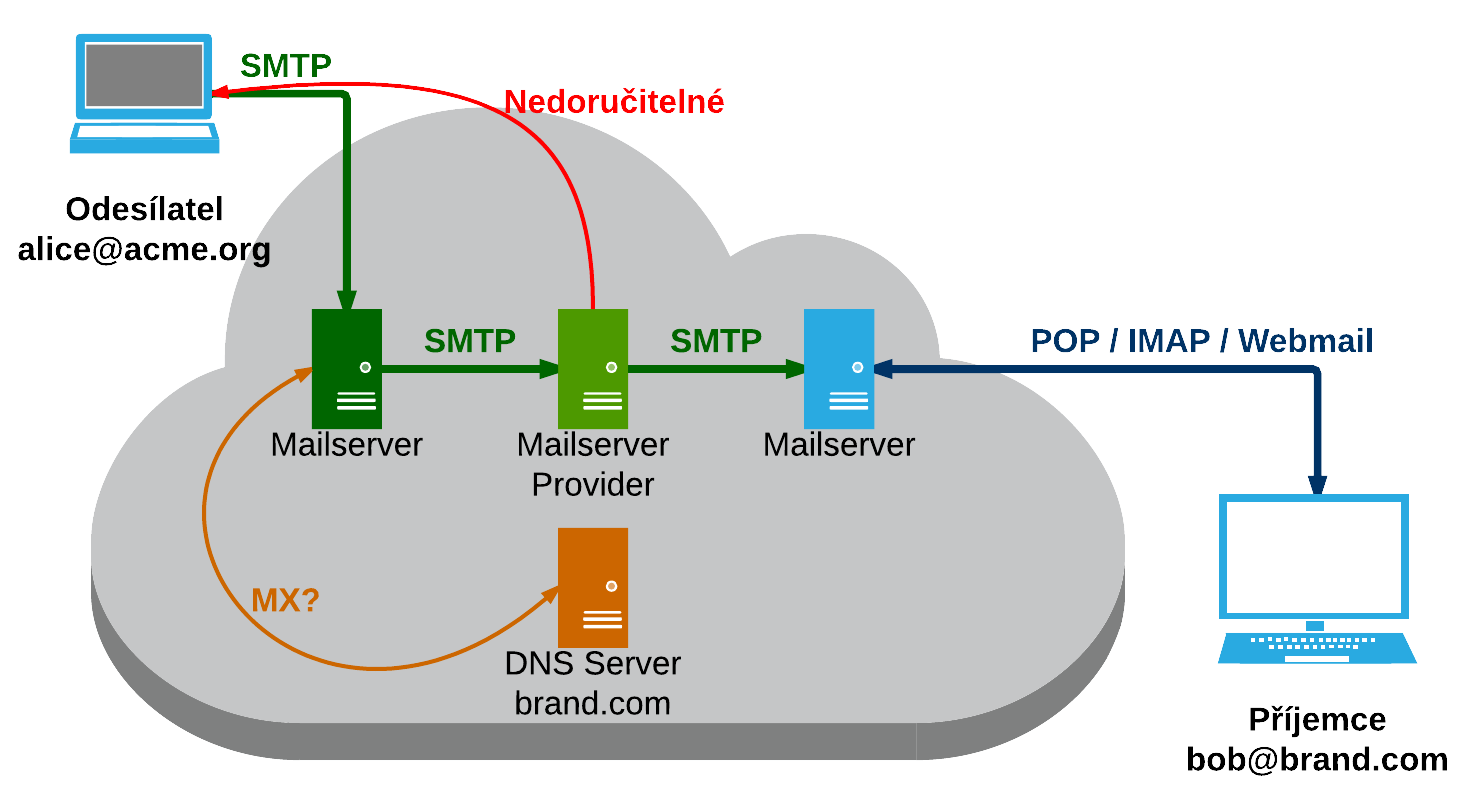 SMTP
Nedoručitelné
Odesílatel
alice@acme.org
SMTP
SMTP
POP / IMAP / Webmail
Mailserver
Mailserver
Provider
Mailserver
MX?
DNS Server
brand.com
Příjemce
bob@brand.com